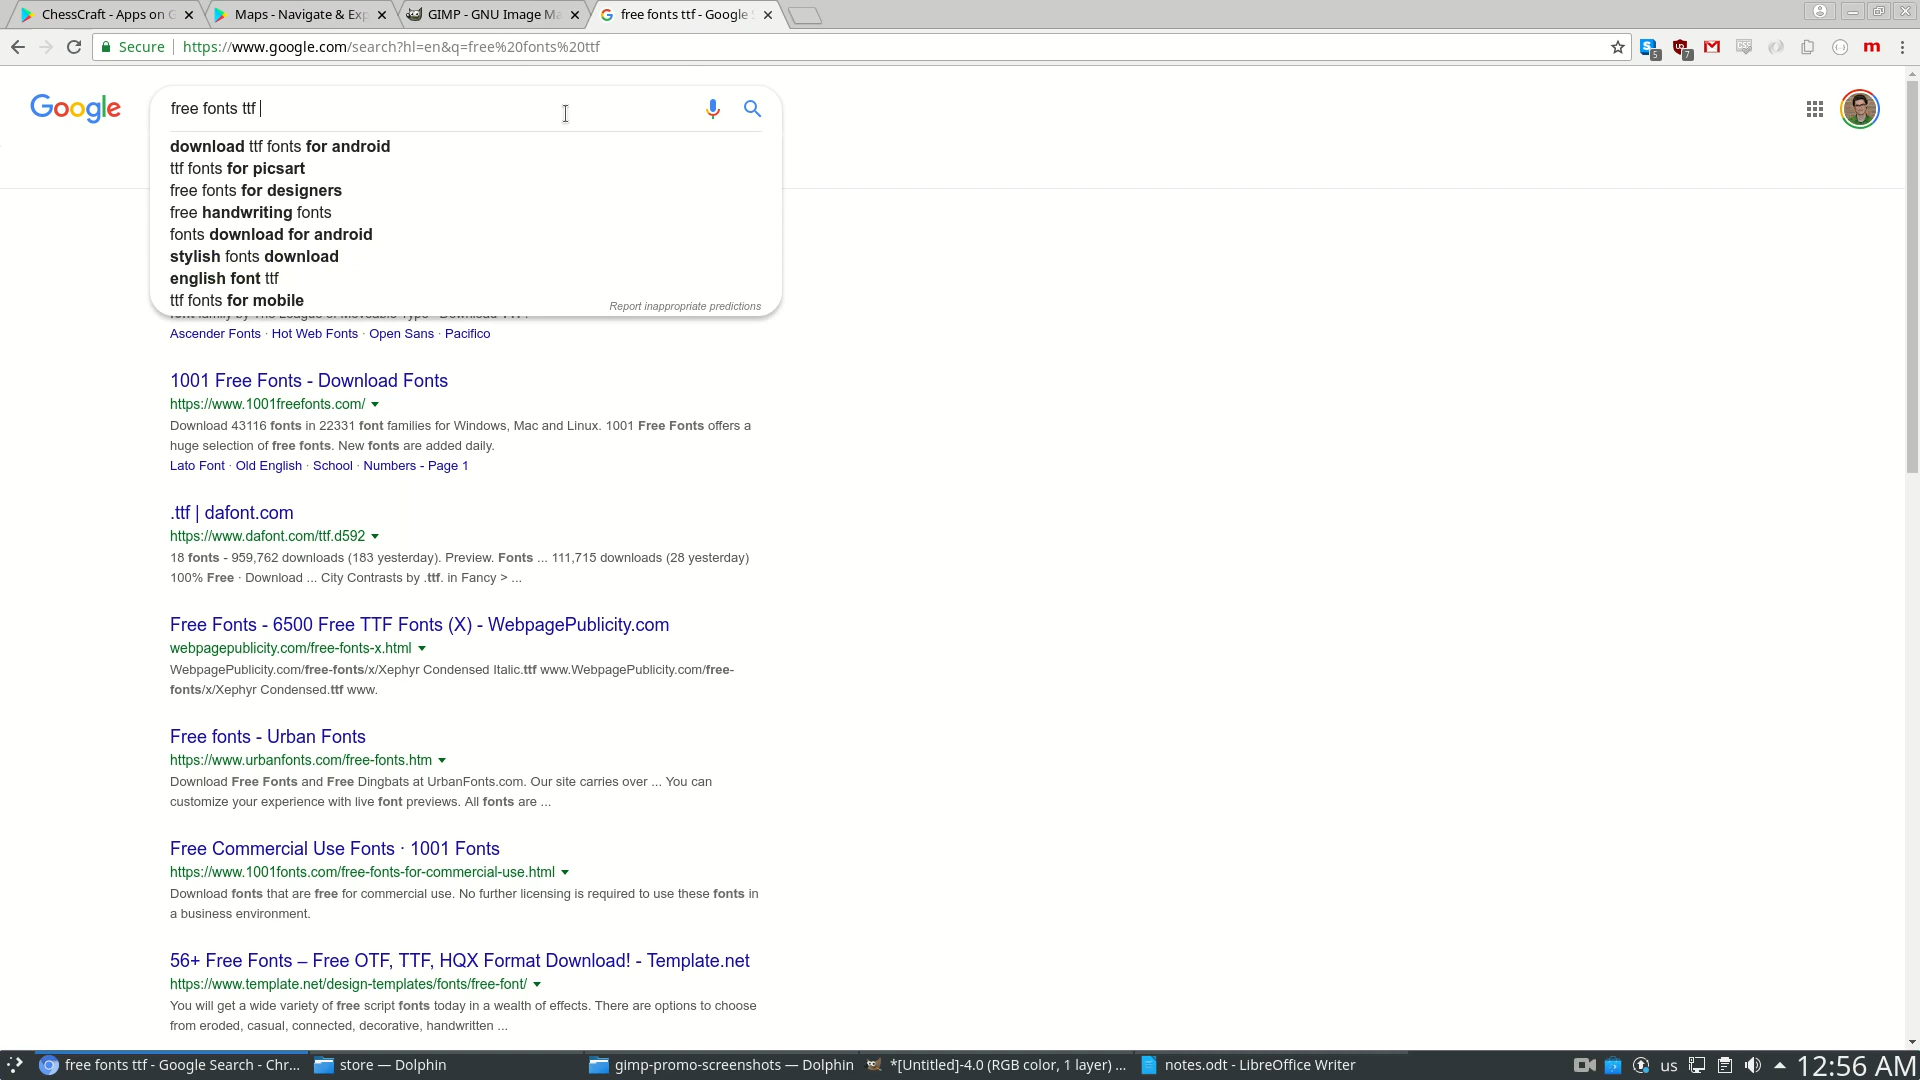 ChessCraft - Apps on G
Maps - Navigate & Exp
GIMP - GNU Image Ma
free fonts ttf - Google S
Secure
https://www.google.com/search?hl=en&q=free%20fonts%20ttf
5
7
m
Google
free fonts ttf
download ttf fonts for android
ttf fonts for picsart
free fonts for designers
free handwriting fonts
fonts download for android
stylish fonts download
english font ttf
ttf fonts for mobile
Report inappropriate predictions
font family by The League of Moveable Type · Download TTF.
Ascender Fonts · Hot Web Fonts · Open Sans · Pacifico
1001 Free Fonts - Download Fonts
https://www.1001freefonts.com/
Download 43116 fonts in 22331 font families for Windows, Mac and Linux. 1001 Free Fonts offers a
huge selection of free fonts. New fonts are added daily.
Lato Font · Old English · School · Numbers - Page 1
.ttf | dafont.com
https://www.dafont.com/ttf.d592
18 fonts - 959,762 downloads (183 yesterday). Preview. Fonts ... 111,715 downloads (28 yesterday)
100% Free · Download ... City Contrasts by .ttf. in Fancy > ...
Free Fonts - 6500 Free TTF Fonts (X) - WebpagePublicity.com
webpagepublicity.com/free-fonts-x.html
WebpagePublicity.com/free-fonts/x/Xephyr Condensed Italic.ttf www.WebpagePublicity.com/free-
fonts/x/Xephyr Condensed.ttf www.
Free fonts - Urban Fonts
https://www.urbanfonts.com/free-fonts.htm
Download Free Fonts and Free Dingbats at UrbanFonts.com. Our site carries over ... You can
customize your experience with live font previews. All fonts are ...
Free Commercial Use Fonts · 1001 Fonts
https://www.1001fonts.com/free-fonts-for-commercial-use.html
Download fonts that are free for commercial use. No further licensing is required to use these fonts in
a business environment.
56+ Free Fonts – Free OTF, TTF, HQX Format Download! - Template.net
https://www.template.net/design-templates/fonts/free-font/
You will get a wide variety of free script fonts today in a wealth of effects. There are options to choose
from eroded, casual, connected, decorative, handwritten ...
free fonts ttf - Google Search - Chr...
store — Dolphin
gimp-promo-screenshots — Dolphin
*[Untitled]-4.0 (RGB color, 1 layer) ...
notes.odt - LibreOffice Writer
us
12:56 AM